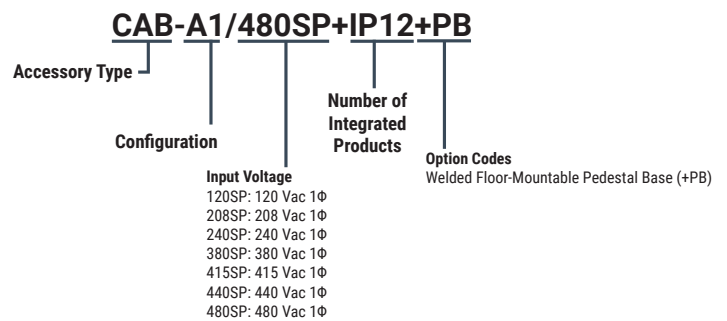 CAB-A1/480SP+IP12+PB
Accessory Type
Configuration
Number of
Integrated
Products
Input Voltage
120SP: 120 Vac 1Φ
208SP: 208 Vac 1Φ
240SP: 240 Vac 1Φ
380SP: 380 Vac 1Φ
415SP: 415 Vac 1Φ
440SP: 440 Vac 1Φ
480SP: 480 Vac 1Φ
Option Codes
Welded Floor-Mountable Pedestal Base (+PB)